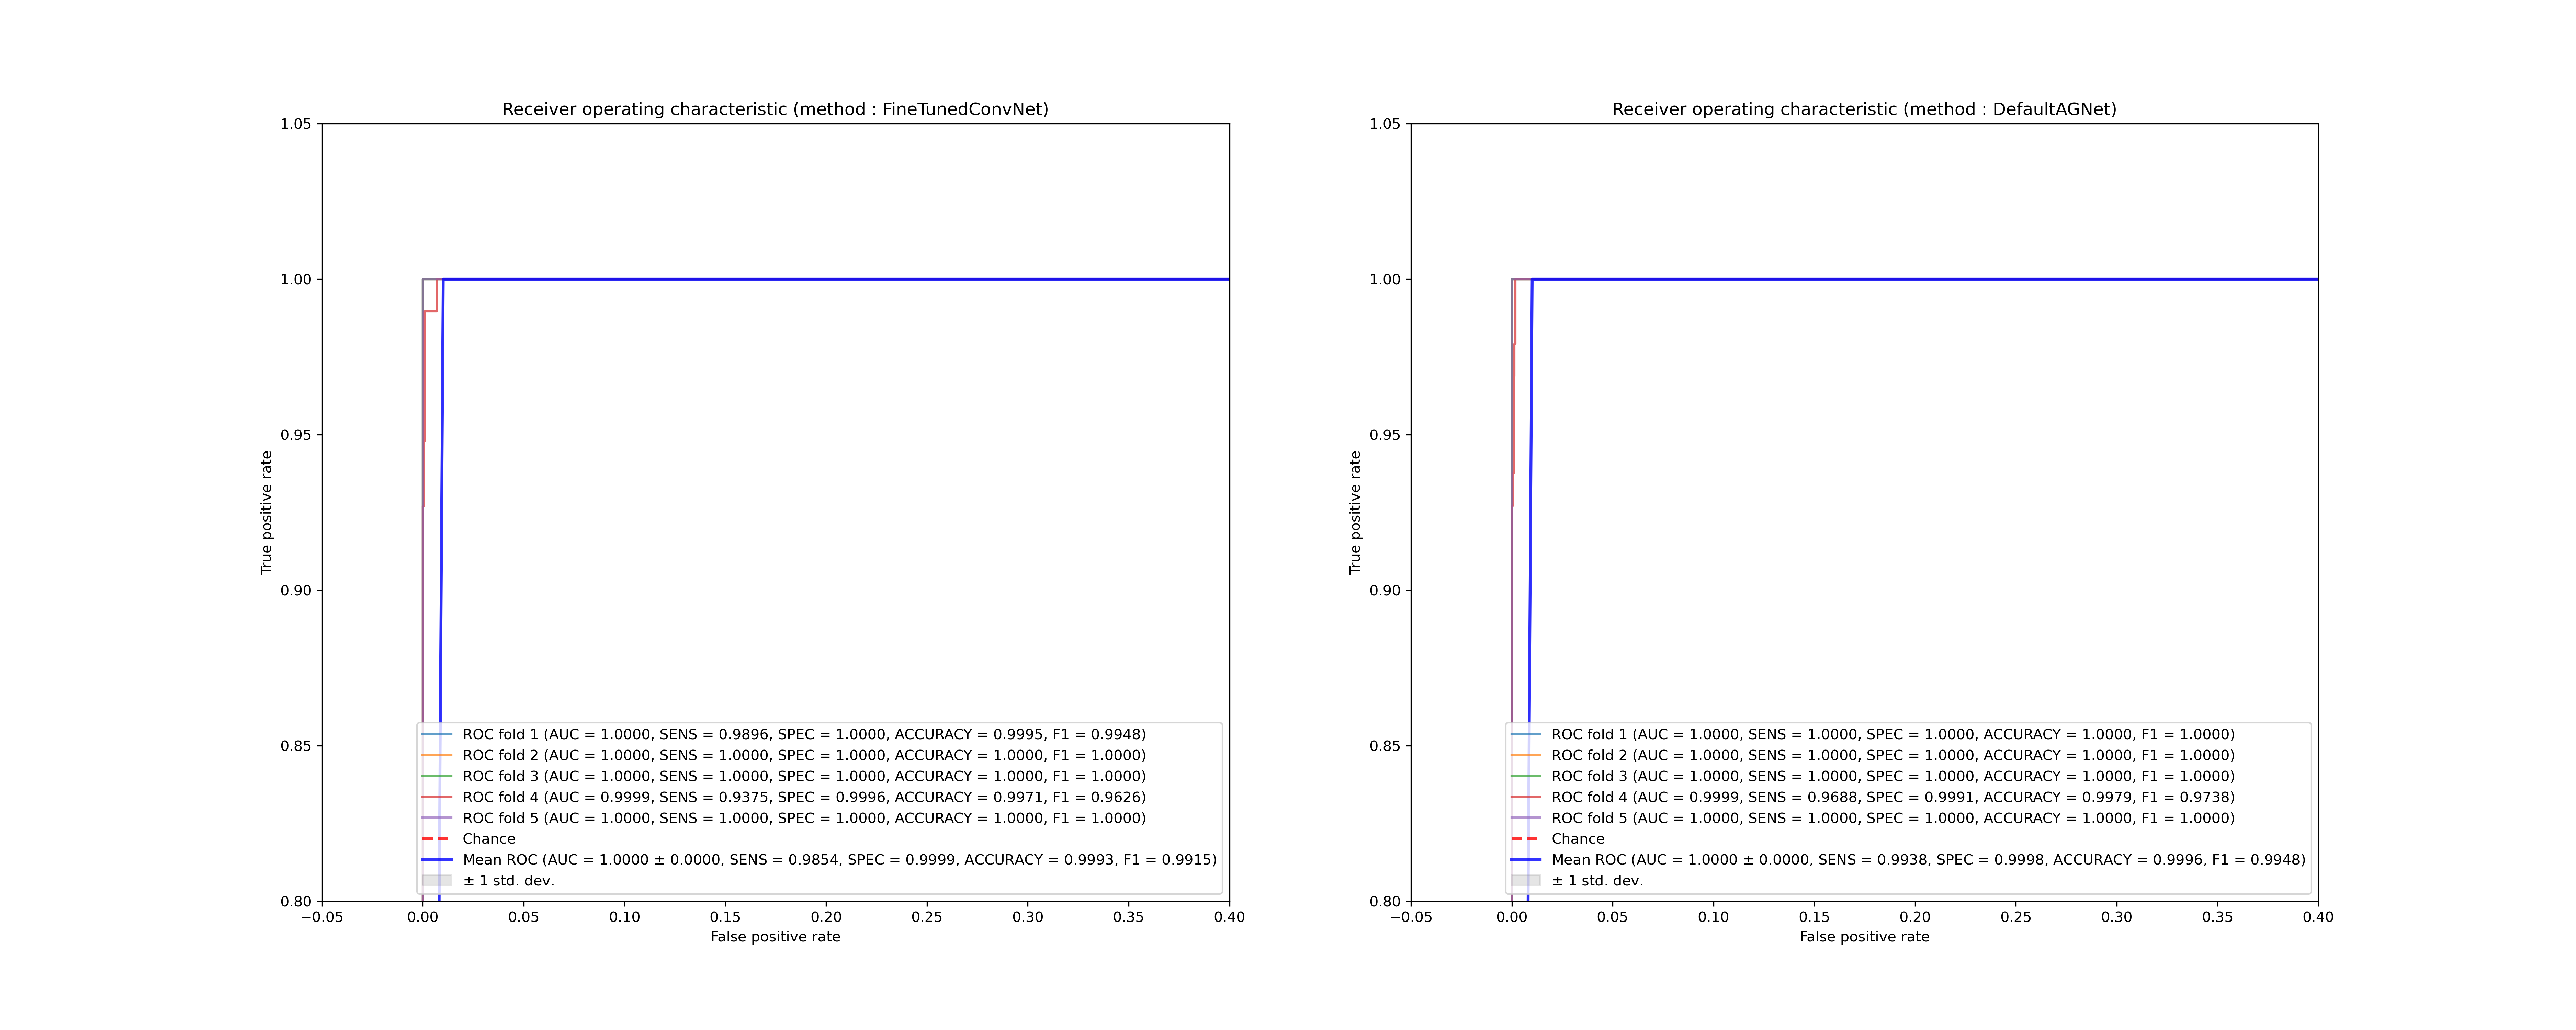 Receiver operating characteristic (method : FineTunedConvNet)
1.05
1.00
0.95
0.90
0.85
0.80
True positive rate
ROC fold 1 (AUC = 1.0000, SENS = 0.9896, SPEC = 1.0000, ACCURACY = 0.9995, F1 = 0.9948)
ROC fold 2 (AUC = 1.0000, SENS = 1.0000, SPEC = 1.0000, ACCURACY = 1.0000, F1 = 1.0000)
ROC fold 3 (AUC = 1.0000, SENS = 1.0000, SPEC = 1.0000, ACCURACY = 1.0000, F1 = 1.0000)
ROC fold 4 (AUC = 0.9999, SENS = 0.9375, SPEC = 0.9996, ACCURACY = 0.9971, F1 = 0.9626)
ROC fold 5 (AUC = 1.0000, SENS = 1.0000, SPEC = 1.0000, ACCURACY = 1.0000, F1 = 1.0000)
Chance
Mean ROC (AUC = 1.0000 ± 0.0000, SENS = 0.9854, SPEC = 0.9999, ACCURACY = 0.9993, F1 = 0.9915)
± 1 std. dev.
−0.05 0.00 0.05 0.10 0.15 0.20 0.25 0.30 0.35 0.40
False positive rate
Receiver operating characteristic (method : DefaultAGNet)
1.05
1.00
0.95
0.90
0.85
0.80
True positive rate
ROC fold 1 (AUC = 1.0000, SENS = 1.0000, SPEC = 1.0000, ACCURACY = 1.0000, F1 = 1.0000)
ROC fold 2 (AUC = 1.0000, SENS = 1.0000, SPEC = 1.0000, ACCURACY = 1.0000, F1 = 1.0000)
ROC fold 3 (AUC = 1.0000, SENS = 1.0000, SPEC = 1.0000, ACCURACY = 1.0000, F1 = 1.0000)
ROC fold 4 (AUC = 0.9999, SENS = 0.9688, SPEC = 0.9991, ACCURACY = 0.9979, F1 = 0.9738)
ROC fold 5 (AUC = 1.0000, SENS = 1.0000, SPEC = 1.0000, ACCURACY = 1.0000, F1 = 1.0000)
Chance
Mean ROC (AUC = 1.0000 ± 0.0000, SENS = 0.9938, SPEC = 0.9998, ACCURACY = 0.9996, F1 = 0.9948)
± 1 std. dev.
−0.05 0.00 0.05 0.10 0.15 0.20 0.25 0.30 0.35 0.40
False positive rate